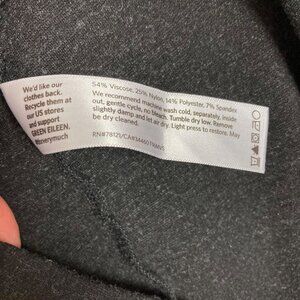 We'd like our
clothes back.
Recycle them at
our US stores
and support
GREEN EILEEN.
54% Viscose, 25% Nylon, 14% Polyester, 7% Spandex
We recommend machine wash cold, separately, inside
out, gentle cycle, no bleach. Tumble dry low. Remove
slightly damp and let air dry. Light press to restore. May
be dry cleaned.